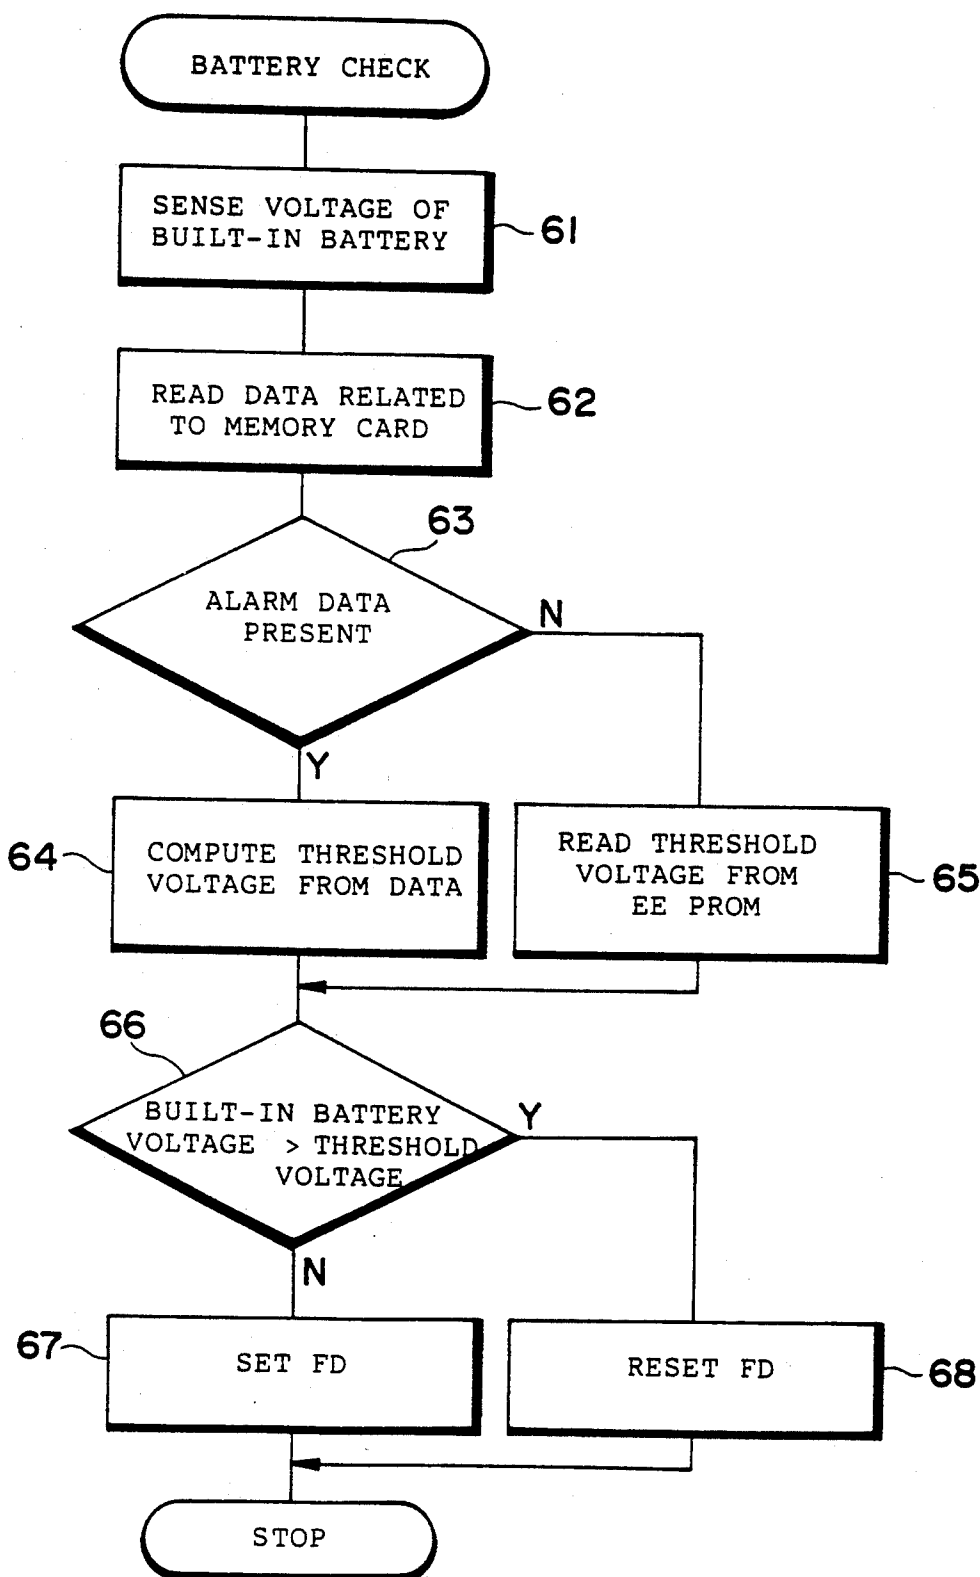 BATTERY CHECK
SENSE VOLTAGE OF
BUILT-IN BATTERY
61
READ DATA RELATED
TO MEMORY CARD
62
63
ALARM DATA
PRESENT
N
Y
64
COMPUTE THRESHOLD
VOLTAGE FROM DATA
READ THRESHOLD
VOLTAGE FROM
EE PROM
65
66
BUILT-IN BATTERY
VOLTAGE > THRESHOLD
VOLTAGE
Y
N
67
SET FD
RESET FD
68
STOP